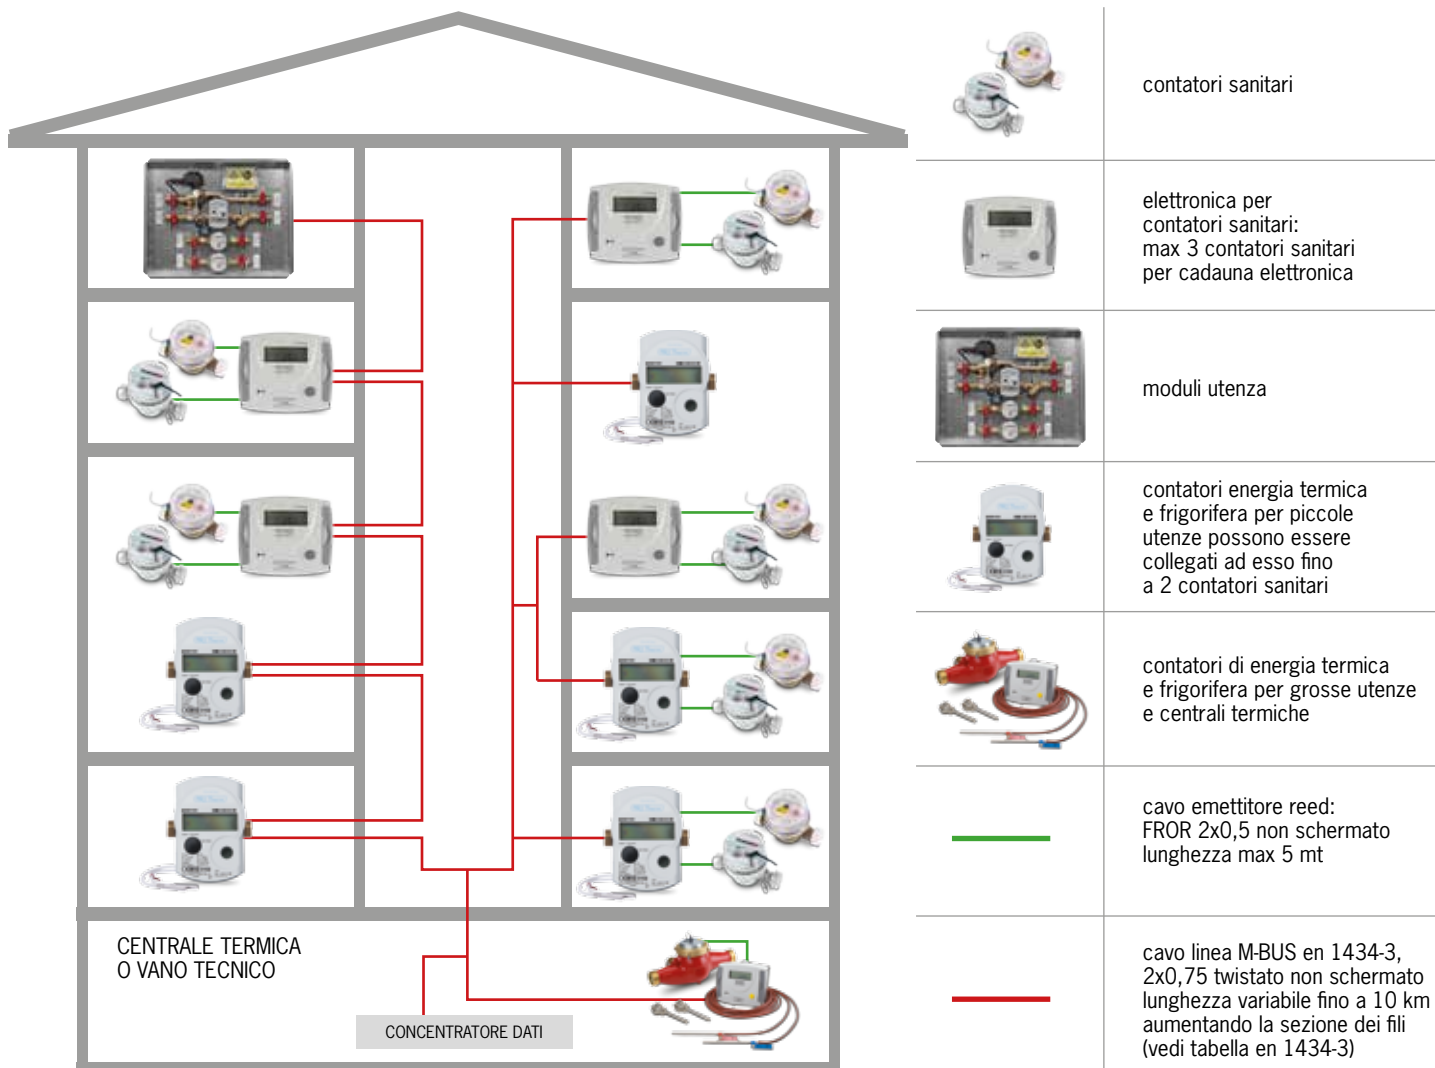 contatori sanitari
elettronica per
contatori sanitari:
max 3 contatori sanitari
per cadauna elettronica
moduli utenza
contatori energia termica
e frigorifera per piccole
utenze possono essere
collegati ad esso fino
a 2 contatori sanitari
contatori di energia termica
e frigorifera per grosse utenze
e centrali termiche
cavo emettitore reed:
FROR 2x0,5 non schermato
lunghezza max 5 mt
CENTRALE TERMICA
O VANO TECNICO
CONCENTRATORE DATI
cavo linea M-BUS en 1434-3,
2x0,75 twistato non schermato
lunghezza variabile fino a 10 km
aumentando la sezione dei fili
(vedi tabella en 1434-3)